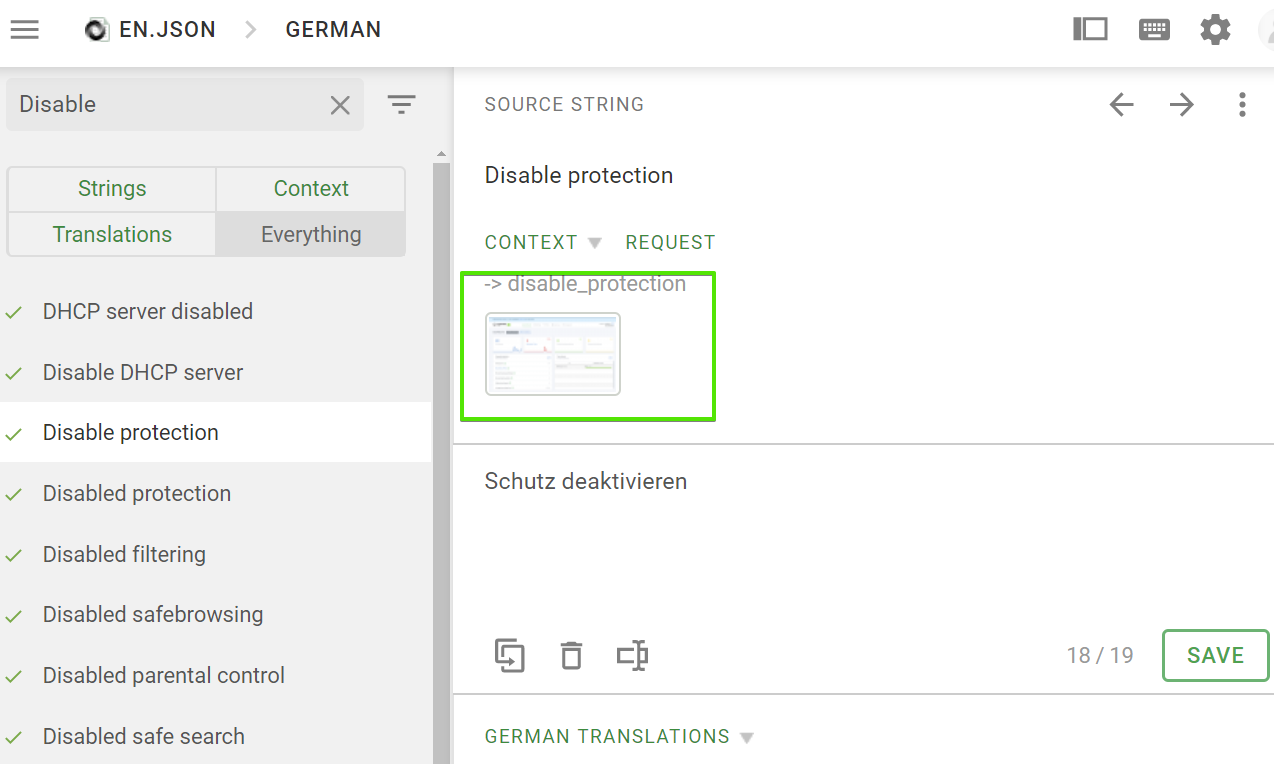 EN.JSON > GERMAN
Disable
SOURCE STRING
Strings
Context
Translations
Everything
Disable protection
CONTEXT REQUEST
-> disable_protection
DHCP server disabled
Disable DHCP server
Disable protection
Disabled protection
Disabled filtering
Disabled safebrowsing
Disabled parental control
Disabled safe search
Schutz deaktivieren
18 / 19
SAVE
GERMAN TRANSLATIONS